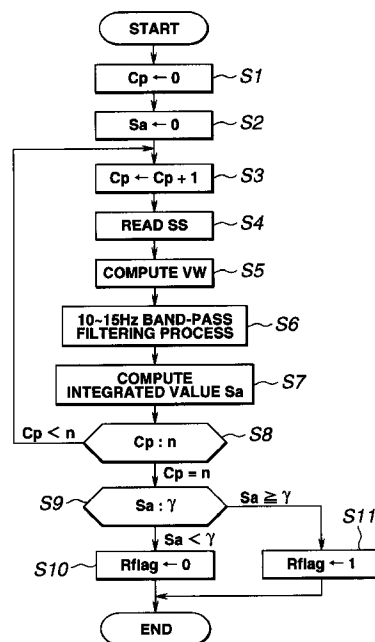 START
Cp ← 0
S1
Sa ← 0
S2
Cp ← Cp + 1
S3
READ SS
S4
COMPUTE VW
S5
10~15Hz BAND-PASS
FILTERING PROCESS
S6
COMPUTE
INTEGRATED VALUE Sa
S7
Cp < n
Cp : n
S8
Cp = n
S9
Sa : γ
Sa ≧ γ
Sa < γ
S11
S10
Rflag ← 0
Rflag ← 1
END